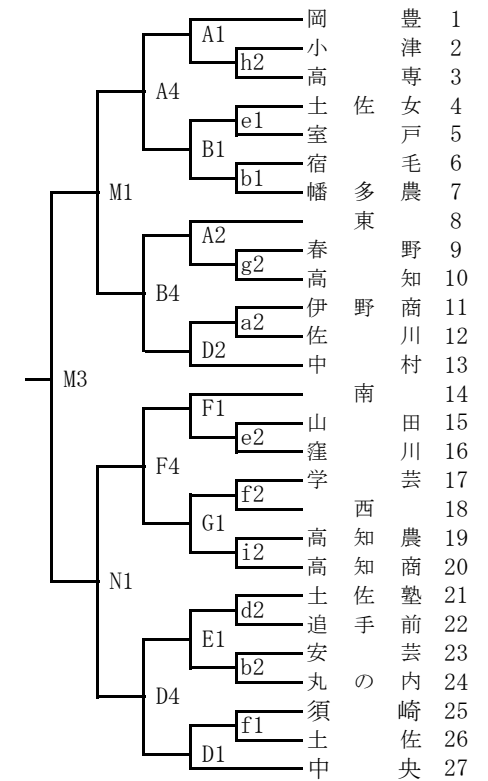 岡豊 1
A1
小津 2
h2
高専 3
A4
土佐女 4
e1
室戸 5
B1
宿毛 6
b1
幡多農 7
M1
東 8
A2
春野 9
g2
高知 10
B4
伊野商 11
a2
佐川 12
D2
中村 13
M3
南 14
F1
山田 15
e2
窪川 16
F4
学芸 17
f2
西 18
G1
高知農 19
i2
高知商 20
N1
土佐塾 21
d2
追手前 22
E1
安芸 23
b2
丸の内 24
D4
須崎 25
f1
土佐 26
D1
中央 27